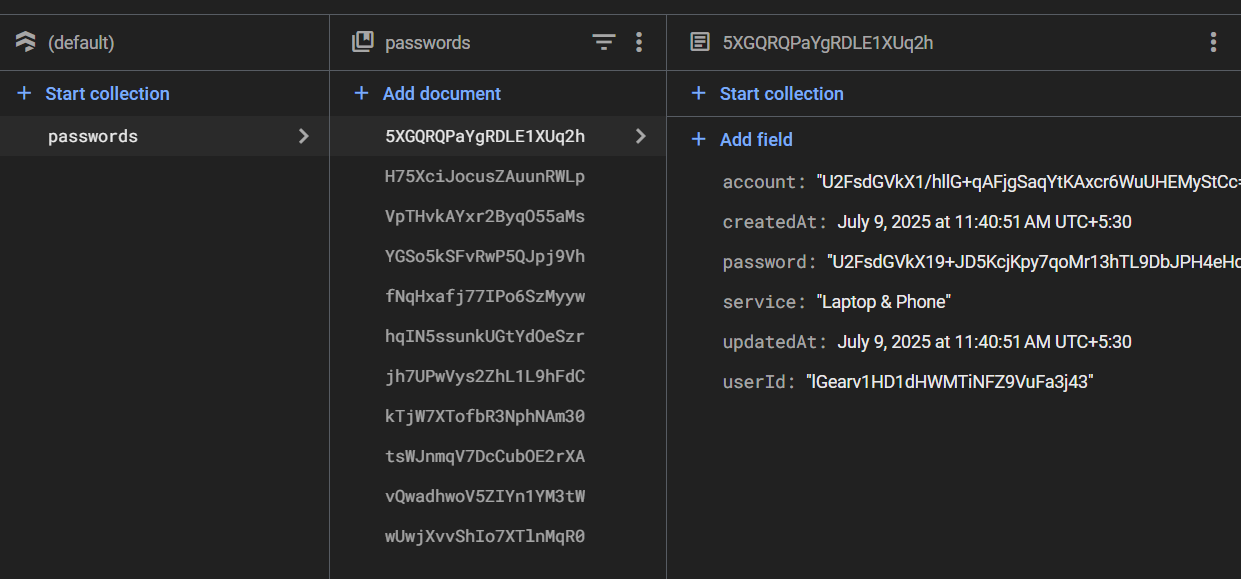 (default)
Start collection
passwords
passwords
Add document
5XGQRQPaYgRDLE1XUq2h
H75XciJocusZAuunRWLp
VpTHvkAYxr2ByqO55aMs
YGSo5kSFvRwP5QJpj9Vh
fNqHxafj77IPo6SzMyyw
hqIN5ssunkUGtYdOeSzr
jh7UPwVys2ZhL1L9hFdC
kTjW7XTofbR3NphNAm30
tsWJnmqV7DcCubOE2rXA
vQwadhwoV5ZIYn1YM3tW
wUwjXvvShIo7XTlnMqR0
5XGQRQPaYgRDLE1XUq2h
Start collection
Add field
account: "U2FsdGVkX1/hllG+qAFjgSaqYtKAxcr6WuUHEMyStCc=
createdAt: July 9, 2025 at 11:40:51 AM UTC+5:30
password: "U2FsdGVkX19+JD5KcjKpy7qoMr13hTL9DbJPH4eHc
service: "Laptop & Phone"
updatedAt: July 9, 2025 at 11:40:51 AM UTC+5:30
userId: "lGearv1HD1dHWMTiNFZ9VuFa3j43"